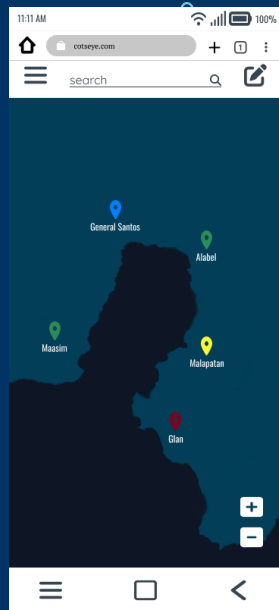 11:11 AM
100%
cotseye.com
1
search
General Santos
Alabel
Maasim
Malapatan
Glan